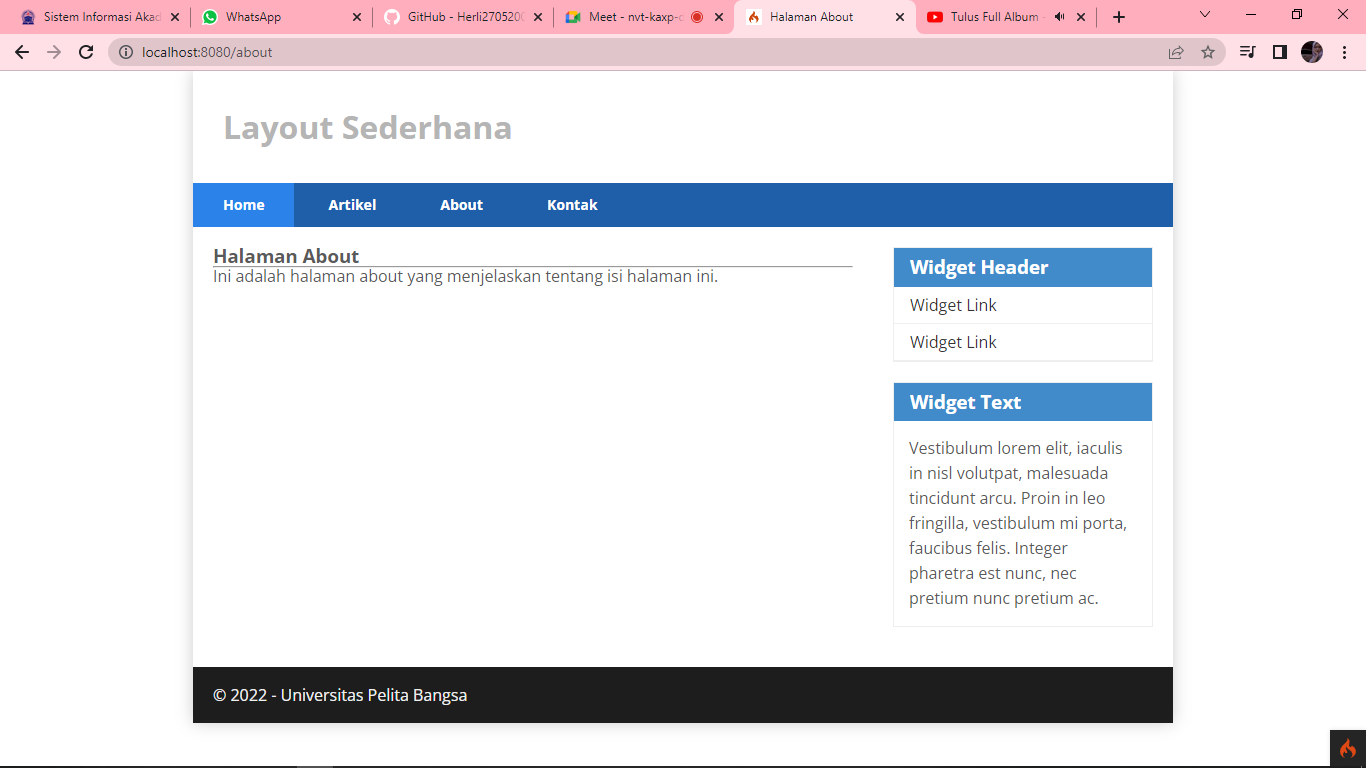 Sistem Informasi Akad
WhatsApp
GitHub - Herli2705200
Meet - nvt-kaxp-c
Halaman About
Tulus Full Album
localhost:8080/about
Layout Sederhana
Home Artikel About Kontak
Halaman About
Ini adalah halaman about yang menjelaskan tentang isi halaman ini.
Widget Header
Widget Link
Widget Link
Widget Text
Vestibulum lorem elit, iaculis
in nisl volutpat, malesuada
tincidunt arcu. Proin in leo
fringilla, vestibulum mi porta,
faucibus felis. Integer
pharetra est nunc, nec
pretium nunc pretium ac.
© 2022 - Universitas Pelita Bangsa